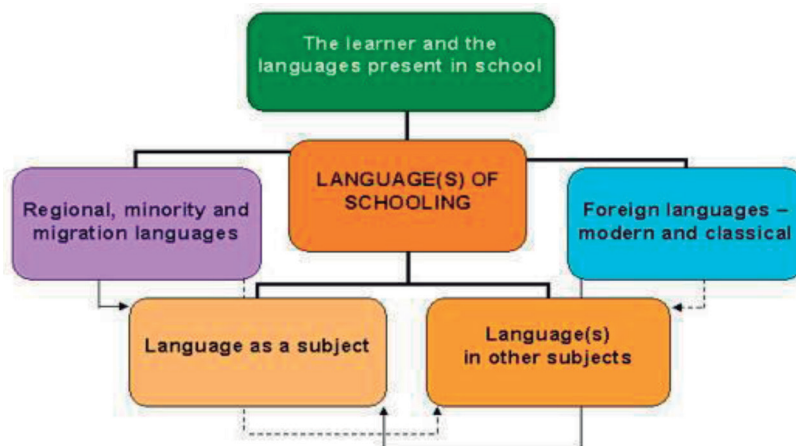 The learner and the
languages present in school
LANGUAGE(S) OF
SCHOOLING
Regional, minority and
migration languages
Foreign languages –
modern and classical
Language as a subject
Language(s)
in other subjects